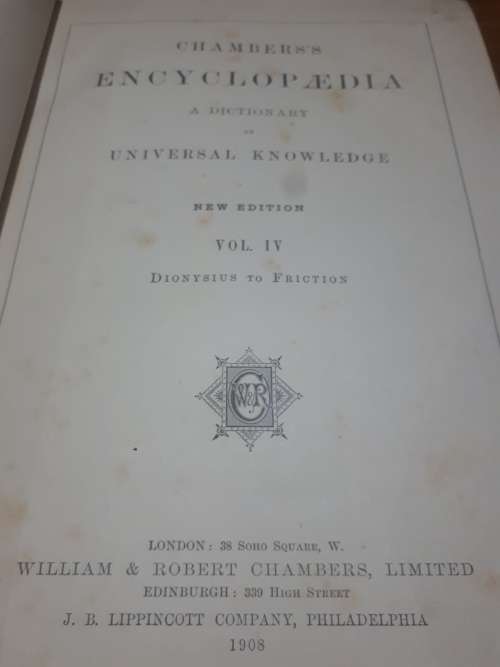 CHAMBERS'S
ENCYCLOPÆDIA
A DICTIONARY
OF
UNIVERSAL KNOWLEDGE
NEW EDITION
VOL. IV
DIONYSIUS TO FRICTION
W & R C
LONDON: 38 SOHO SQUARE, W.
WILLIAM & ROBERT CHAMBERS, LIMITED
EDINBURGH: 339 HIGH STREET
J. B. LIPPINCOTT COMPANY, PHILADELPHIA
1908